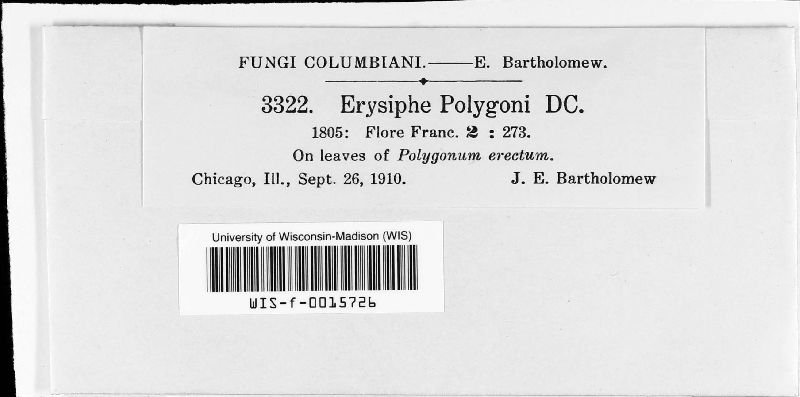 FUNGI COLUMBIANI.——E. Bartholomew.
3322. Erysiphe Polygoni DC.
1805: Flore Franc. 2 : 273.
On leaves of Polygonum erectum.
Chicago, Ill., Sept. 26, 1910. J. E. Bartholomew
University of Wisconsin-Madison (WIS)
WIS-f-0015726